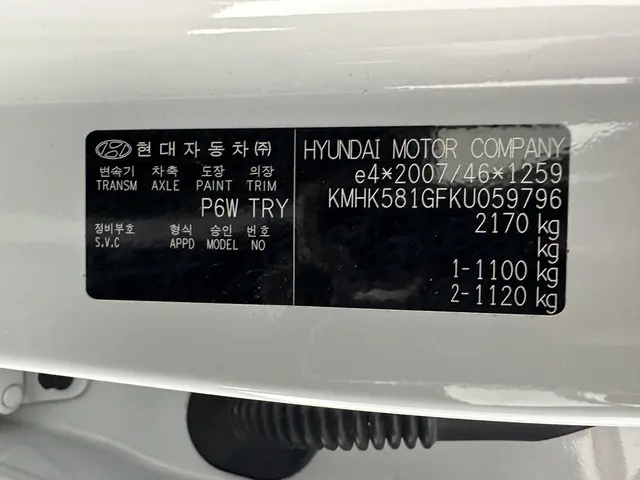 현대자동차㈜
변속기 차축 도장 의장
TRANSM AXLE PAINT TRIM
P6W TRY
정비부호 형식 승인 번호
S.V.C APPD NO
HYUNDAI MOTOR COMPANY
e4*2007/46*1259
KMHK581GFKU059796
2170 kg
kg
1-1100 kg
2-1120 kg